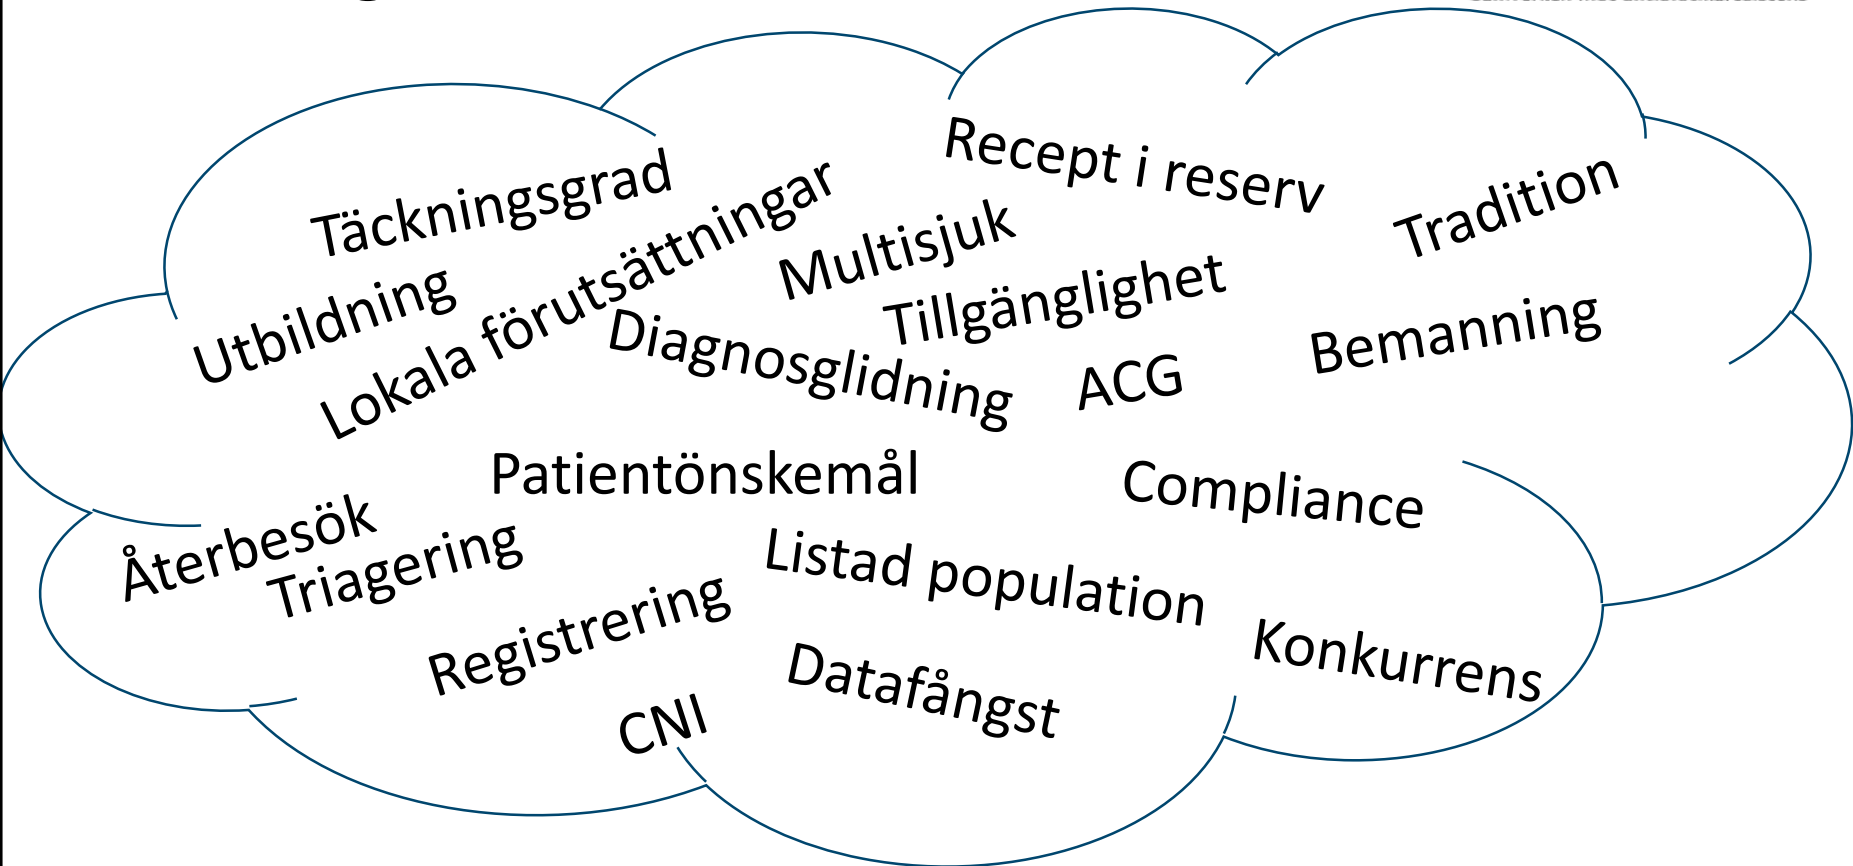 Recept i reserv
Täckningsgrad
Tradition
Lokala förutsättningar
Multisjuk
Utbildning
Tillgänglighet
Diagnosglidning
Bemanning
ACG
Patientönskemål
Compliance
Återbesök
Triagering
Listad population
Registrering
Konkurrens
Datafångst
CNI